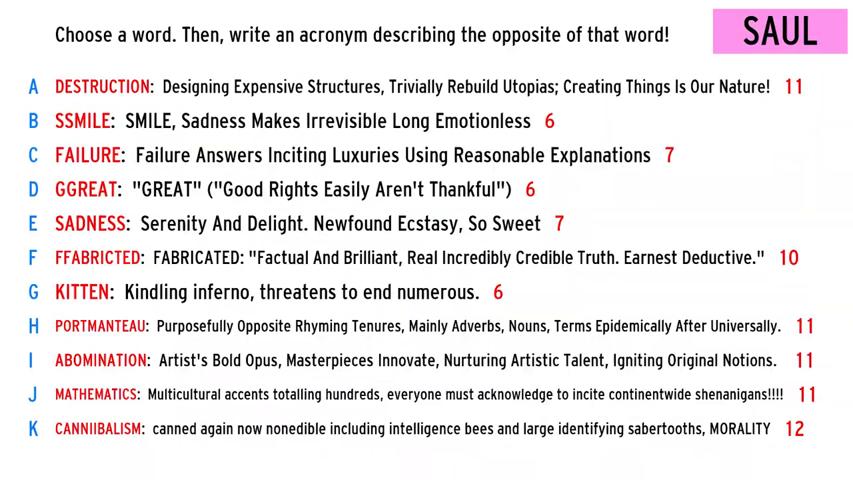 Choose a word. Then, write an acronym describing the opposite of that word!
SAUL
A DESTRUCTION: Designing Expensive Structures, Trivially Rebuild Utopias; Creating Things Is Our Nature! 11
B SSMILE: SMILE, Sadness Makes Irrevisible Long Emotionless 6
C FAILURE: Failure Answers Inciting Luxuries Using Reasonable Explanations 7
D GGREAT: "GREAT" ("Good Rights Easily Aren't Thankful") 6
E SADNESS: Serenity And Delight. Newfound Ecstasy, So Sweet 7
F FFABRICTED: FABRICATED: "Factual And Brilliant, Real Incredibly Credible Truth. Earnest Deductive." 10
G KITTEN: Kindling inferno, threatens to end numerous. 6
H PORTMANTEAU: Purposefully Opposite Rhyming Tenures, Mainly Adverbs, Nouns, Terms Epidemically After Universally. 11
I ABOMINATION: Artist's Bold Opus, Masterpieces Innovate, Nurturing Artistic Talent, Igniting Original Notions. 11
J MATHEMATICS: Multicultural accents totalling hundreds, everyone must acknowledge to incite continentwide shenanigans!!!! 11
K CANNIIBALISM: canned again now nonedible including intelligence bees and large identifying sabertooths, MORALITY 12